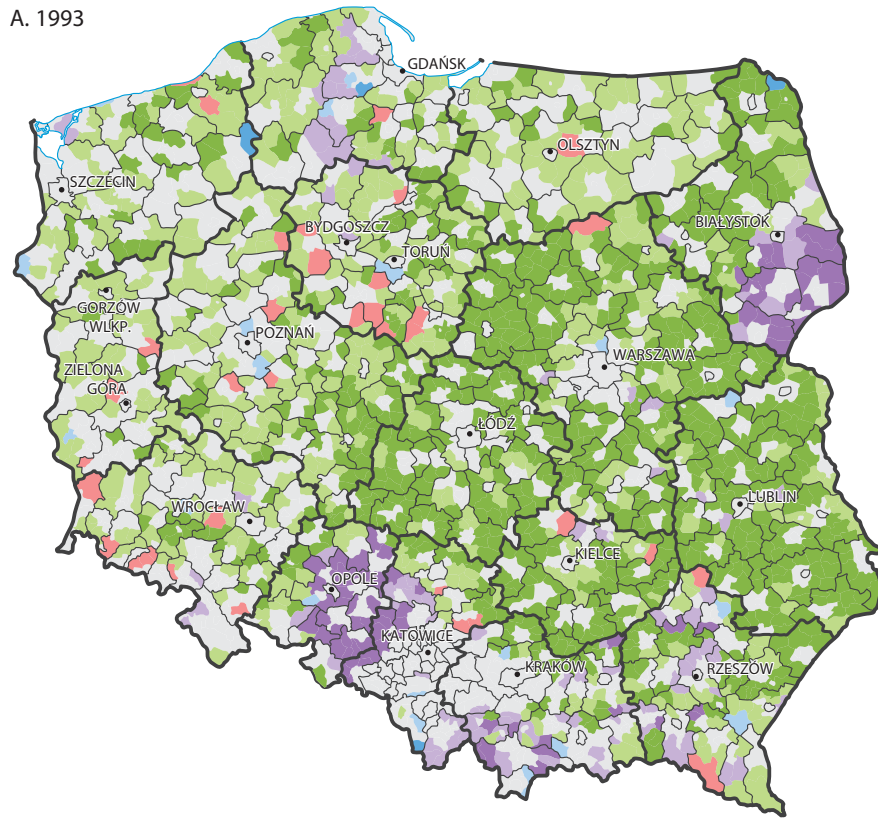 A. 1993
GDAŃSK
OLSZTYN
SZCZECIN
BIAŁYSTOK
BYDGOSZCZ
TORUŃ
GORZÓW
WLKP.
POZNAŃ
WARSZAWA
ZIELONA
GÓRA
ŁÓDŹ
LUBLIN
WROCŁAW
KIELCE
OPOLE
KATOWICE
KRAKÓW
RZESZÓW